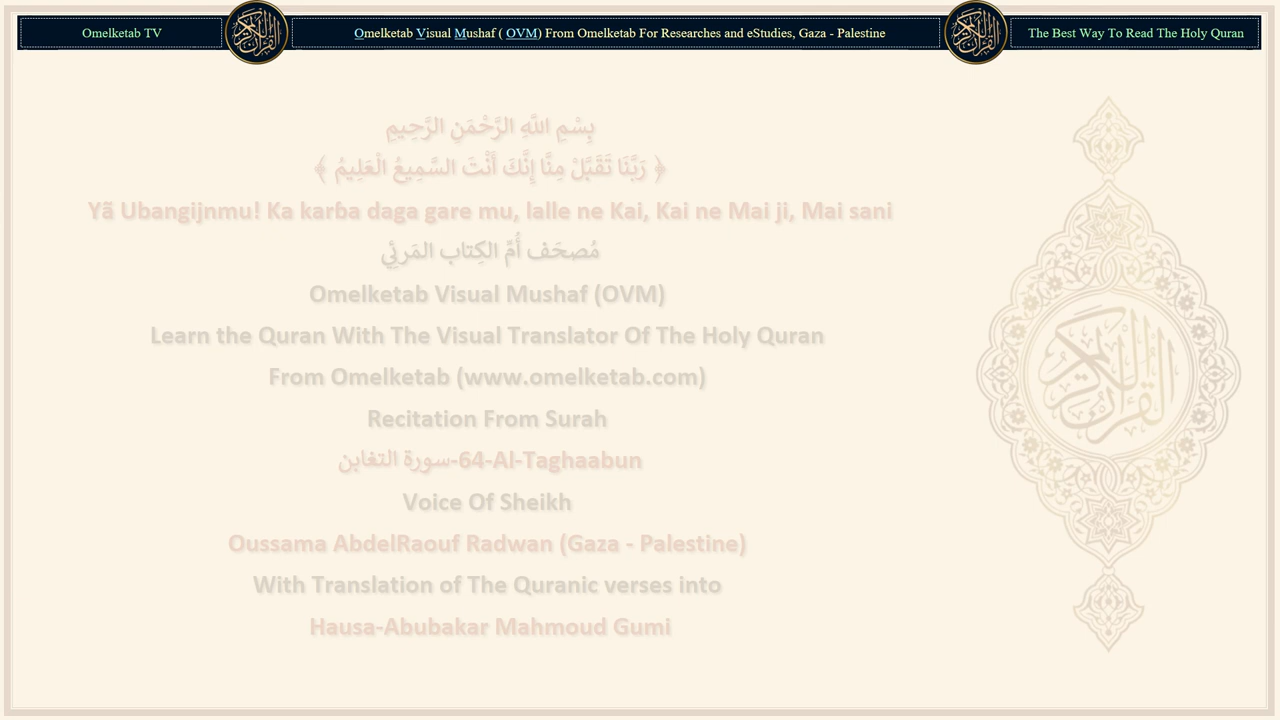 Omelketab TV
Omelketab Visual Mushaf ( OVM) From Omelketab For Researches and eStudies, Gaza - Palestine
The Best Way To Read The Holy Quran
بِسْمِ اللَّهِ الرَّحْمَنِ الرَّحِيمِ
﴿ رَبَّنَا تَقَبَّلْ مِنَّا إِنَّكَ أَنْتَ السَّمِيعُ الْعَلِيمُ ﴾
Yã Ubangijnmu! Ka karɓa daga gare mu, lalle ne Kai, Kai ne Mai ji, Mai sani
مُصحَف أُمِّ الكِتاب المَرئِي
Omelketab Visual Mushaf (OVM)
Learn the Quran With The Visual Translator Of The Holy Quran
From Omelketab (www.omelketab.com)
Recitation From Surah
سورة التغابن-64-Al-Taghaabun
Voice Of Sheikh
Oussama AbdelRaouf Radwan (Gaza - Palestine)
With Translation of The Quranic verses into
Hausa-Abubakar Mahmoud Gumi
القرآن الكريم